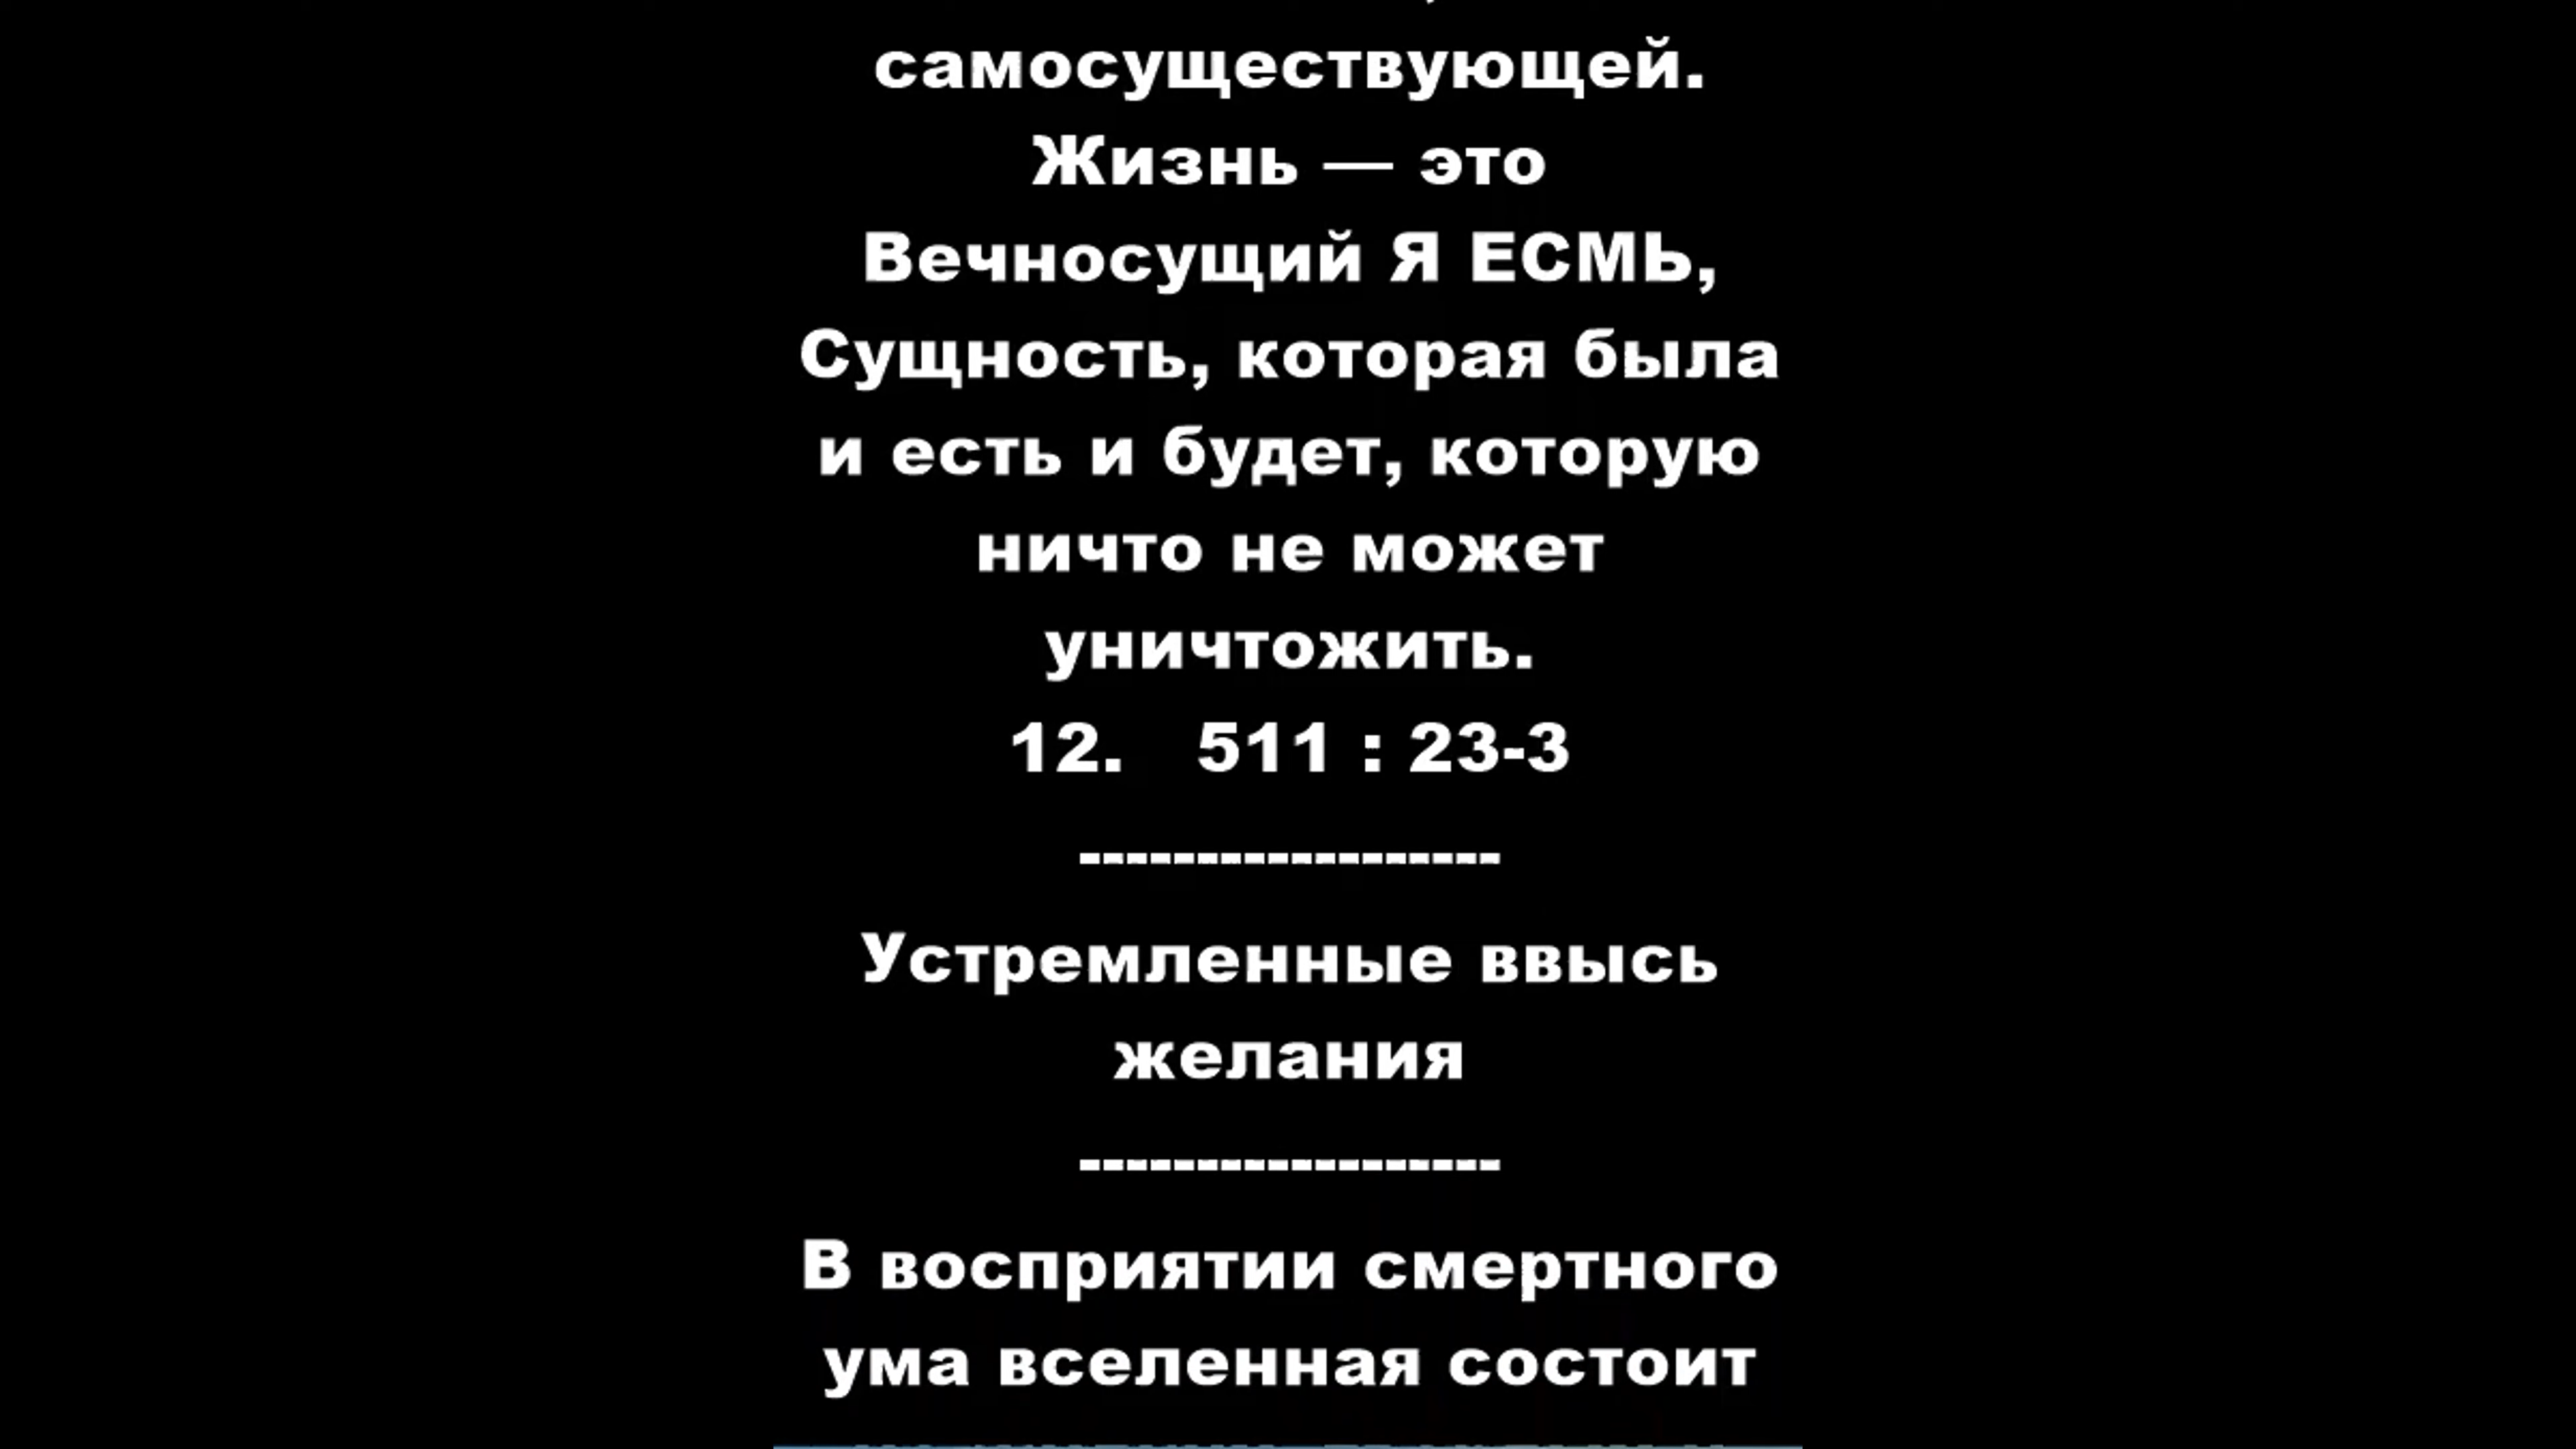 самосуществующей.
Жизнь — это
Вечносущий Я ЕСМЬ,
Сущность, которая была
и есть и будет, которую
ничто не может
уничтожить.
12. 511 : 23-3
------------------
Устремленные ввысь
желания
------------------
В восприятии смертного
ума вселенная состоит